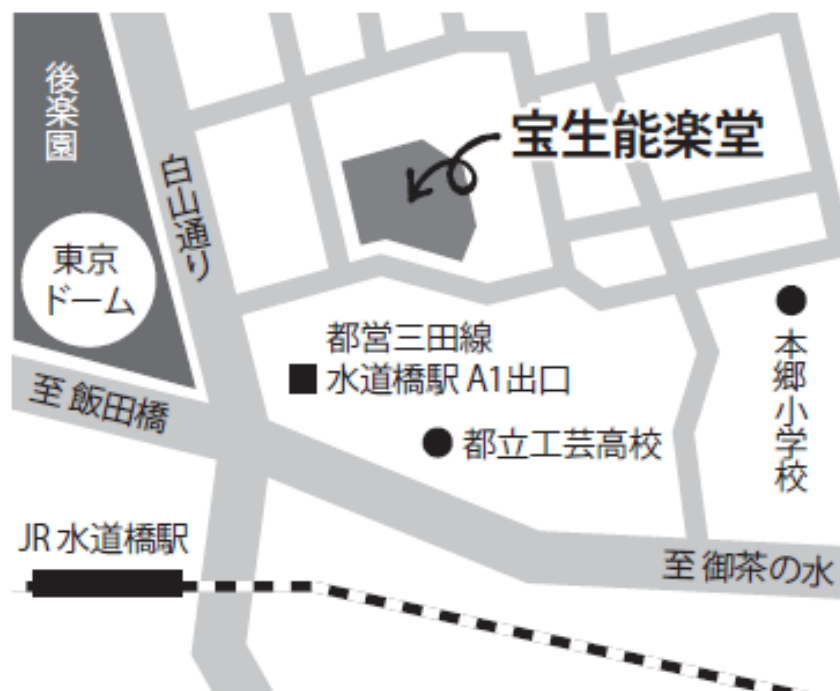 後楽園
白山通り
宝生能楽堂
東京
ドーム
都営三田線
水道橋駅 A1出口
至 飯田橋
都立工芸高校
本郷小学校
JR 水道橋駅
至 御茶の水